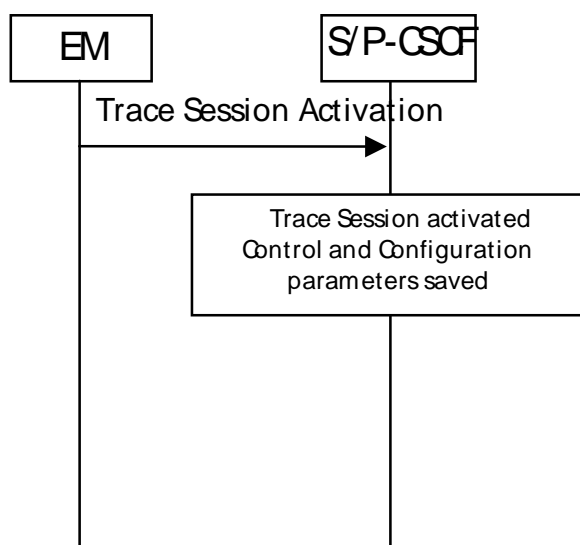 EM
S/P-CSCF
Trace Session Activation
Trace Session activated
Control and Configuration
parameters saved